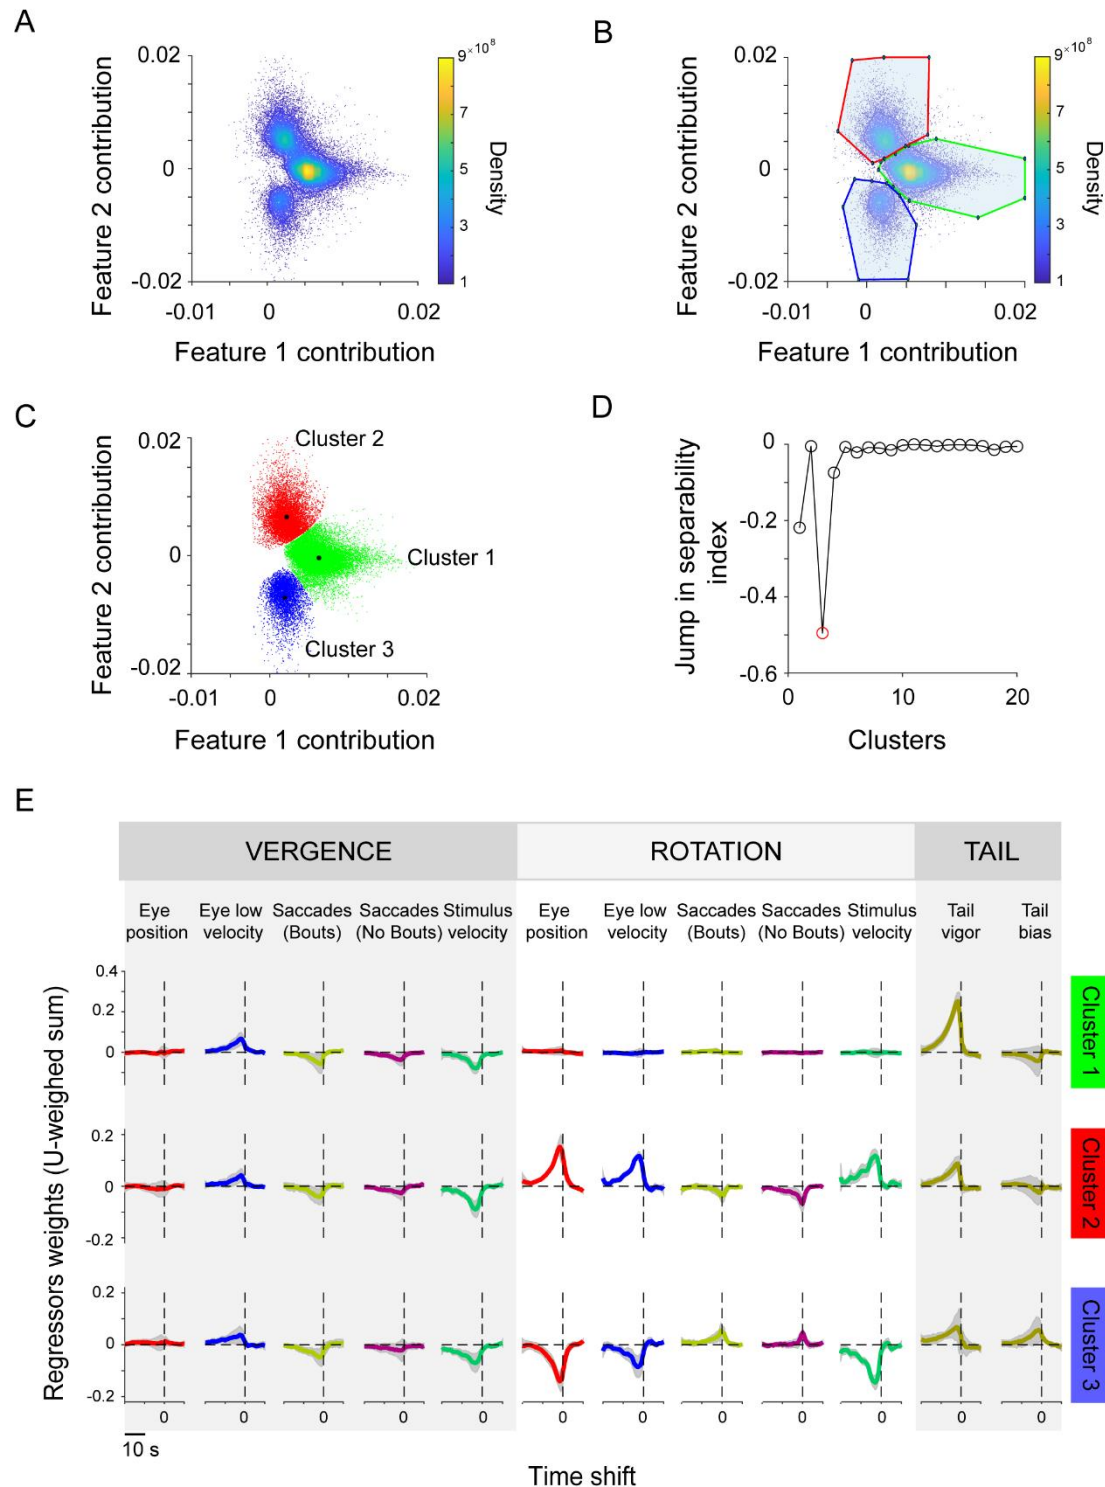 A
0.02
0
-0.02
-0.01
0
0.02
Feature 2 contribution
Feature 1 contribution
9×10⁸
7
5
3
1
Density
B
0.02
0
-0.02
-0.01
0
0.02
Feature 2 contribution
Feature 1 contribution
9×10⁸
7
5
3
1
Density
C
0.02
0
-0.02
-0.01
0
0.02
Feature 2 contribution
Feature 1 contribution
Cluster 2
Cluster 1
Cluster 3
D
0
-0.2
-0.4
-0.6
0
10
20
Jump in separability
index
Clusters
E
VERGENCE
ROTATION
TAIL
Eye
position
Eye low
velocity
Saccades
(Bouts)
Saccades
(No Bouts)
Stimulus
velocity
Eye
position
Eye low
velocity
Saccades
(Bouts)
Saccades
(No Bouts)
Stimulus
velocity
Tail
vigor
Tail
bias
Regressors weights (U-weighed sum)
0.4
0.2
0
Cluster 1
0.2
0
-0.2
Cluster 2
0.2
0
-0.2
Cluster 3
0 0 0 0 0 0 0 0 0 0 0 0
10 s
Time shift